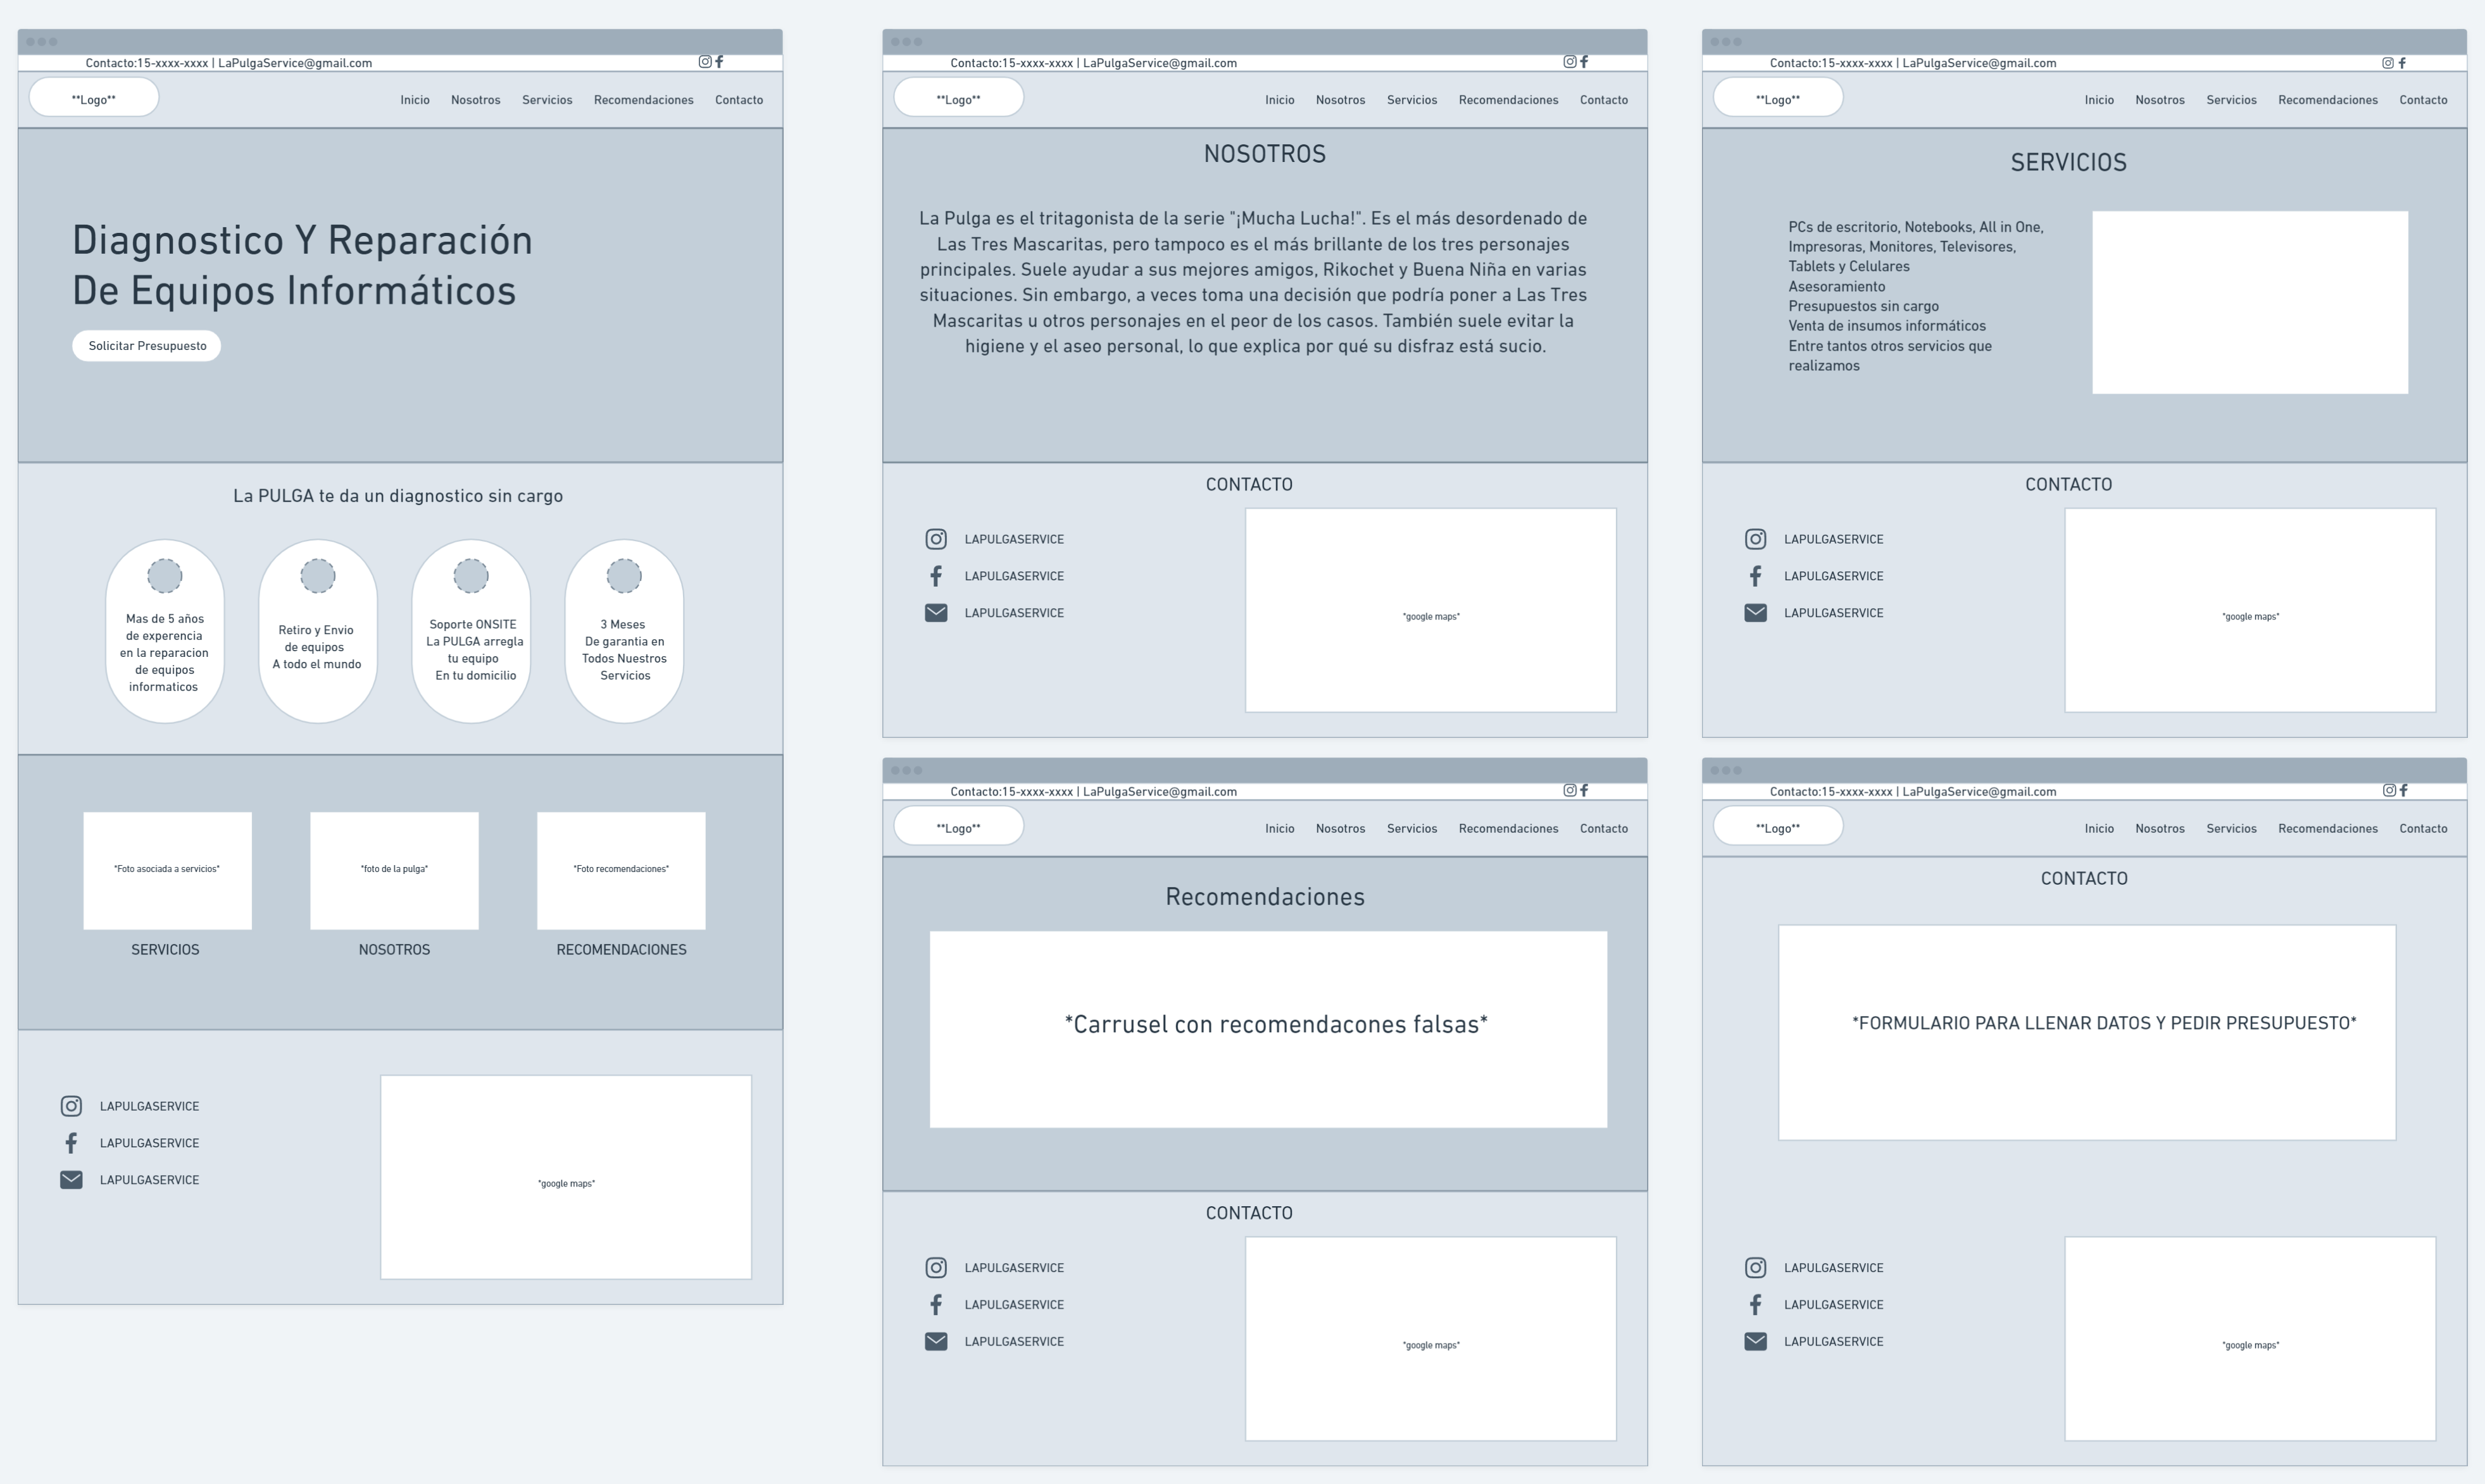 Contacto:15-xxxx-xxxx | LaPulgaService@gmail.com
**Logo**
Inicio Nosotros Servicios Recomendaciones Contacto
Diagnostico Y Reparación
De Equipos Informáticos
Solicitar Presupuesto
La PULGA te da un diagnostico sin cargo
Mas de 5 años
de experencia
en la reparacion
de equipos
informaticos
Retiro y Envio
de equipos
A todo el mundo
Soporte ONSITE
La PULGA arregla
tu equipo
En tu domicilio
3 Meses
De garantia en
Todos Nuestros
Servicios
*Foto asociada a servicios*
SERVICIOS
*foto de la pulga*
NOSOTROS
*Foto recomendaciones*
RECOMENDACIONES
LAPULGASERVICE
LAPULGASERVICE
LAPULGASERVICE
*google maps*
Contacto:15-xxxx-xxxx | LaPulgaService@gmail.com
**Logo**
Inicio Nosotros Servicios Recomendaciones Contacto
NOSOTROS
La Pulga es el tritagonista de la serie "¡Mucha Lucha!". Es el más desordenado de
Las Tres Mascaritas, pero tampoco es el más brillante de los tres personajes
principales. Suele ayudar a sus mejores amigos, Rikochet y Buena Niña en varias
situaciones. Sin embargo, a veces toma una decisión que podría poner a Las Tres
Mascaritas u otros personajes en el peor de los casos. También suele evitar la
higiene y el aseo personal, lo que explica por qué su disfraz está sucio.
CONTACTO
LAPULGASERVICE
LAPULGASERVICE
LAPULGASERVICE
*google maps*
Contacto:15-xxxx-xxxx | LaPulgaService@gmail.com
**Logo**
Inicio Nosotros Servicios Recomendaciones Contacto
SERVICIOS
PCs de escritorio, Notebooks, All in One,
Impresoras, Monitores, Televisores,
Tablets y Celulares
Asesoramiento
Presupuestos sin cargo
Venta de insumos informáticos
Entre tantos otros servicios que
realizamos
CONTACTO
LAPULGASERVICE
LAPULGASERVICE
LAPULGASERVICE
*google maps*
Contacto:15-xxxx-xxxx | LaPulgaService@gmail.com
**Logo**
Inicio Nosotros Servicios Recomendaciones Contacto
Recomendaciones
*Carrusel con recomendacones falsas*
CONTACTO
LAPULGASERVICE
LAPULGASERVICE
LAPULGASERVICE
*google maps*
Contacto:15-xxxx-xxxx | LaPulgaService@gmail.com
**Logo**
Inicio Nosotros Servicios Recomendaciones Contacto
CONTACTO
*FORMULARIO PARA LLENAR DATOS Y PEDIR PRESUPUESTO*
LAPULGASERVICE
LAPULGASERVICE
LAPULGASERVICE
*google maps*